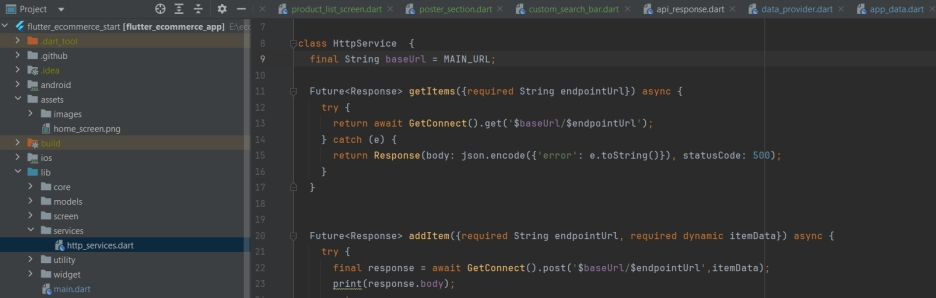 Project
product_list_screen.dart
poster_section.dart
custom_search_bar.dart
api_response.dart
data_provider.dart
app_data.dart
flutter_ecommerce_start [flutter_ecommerce_app]
.dart_tool
.github
.idea
android
assets
images
home_screen.png
build
ios
lib
core
models
screen
services
http_services.dart
utility
widget
main.dart
7
8 class HttpService {
9 final String baseUrl = MAIN_URL;
10
11 Future<Response> getItems({required String endpointUrl}) async {
12 try {
13 return await GetConnect().get('$baseUrl/$endpointUrl');
14 } catch (e) {
15 return Response(body: json.encode({'error': e.toString()}), statusCode: 500);
16 }
17 }
18
19
20 Future<Response> addItem({required String endpointUrl, required dynamic itemData}) async {
21 try {
22 final response = await GetConnect().post('$baseUrl/$endpointUrl',itemData);
23 print(response.body);